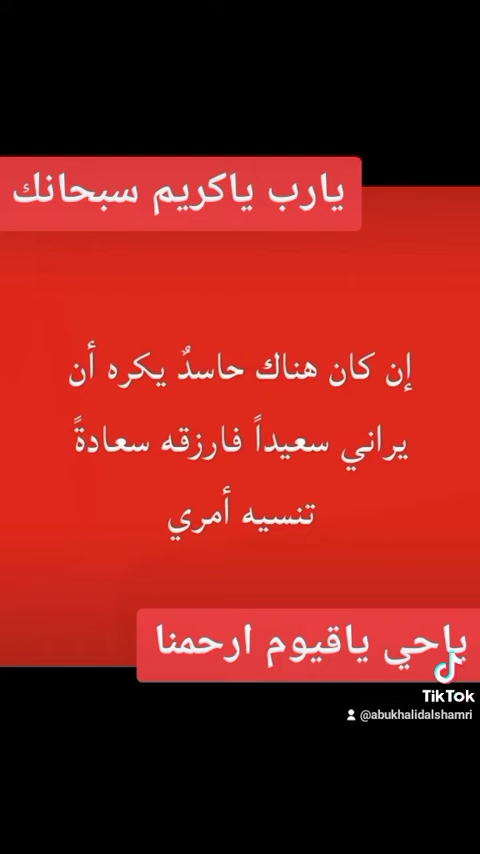 يارب ياكريم سبحانك
إن كان هناك حاسدٌ يكره أن
يراني سعيداً فارزقه سعادةً
تنسيه أمري
ياحي ياقيوم ارحمنا
TikTok
@abukhalidalshamri